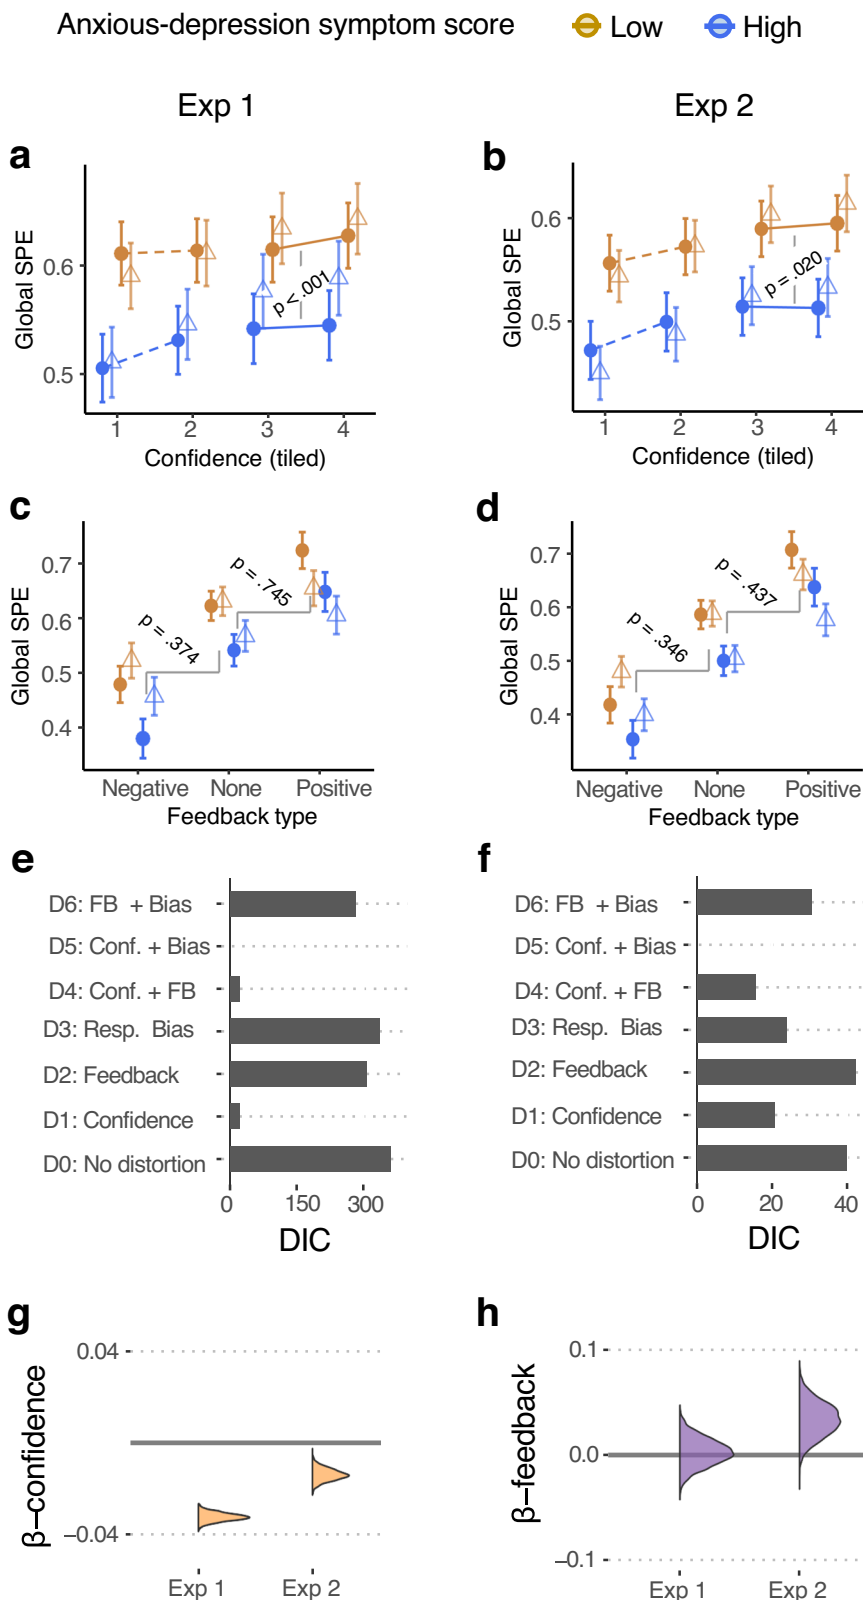 Anxious-depression symptom score Low High
Exp 1 Exp 2
a
Global SPE
0.6
0.5
p < .001
1 2 3 4
Confidence (tiled)
b
Global SPE
0.6
0.5
p = .020
1 2 3 4
Confidence (tiled)
c
Global SPE
0.7
0.6
0.5
0.4
p = .374
p = .745
Negative None Positive
Feedback type
d
Global SPE
0.7
0.6
0.5
0.4
p = .346
p = .437
Negative None Positive
Feedback type
e
D6: FB + Bias
D5: Conf. + Bias
D4: Conf. + FB
D3: Resp. Bias
D2: Feedback
D1: Confidence
D0: No distortion
0 150 300
DIC
f
D6: FB + Bias
D5: Conf. + Bias
D4: Conf. + FB
D3: Resp. Bias
D2: Feedback
D1: Confidence
D0: No distortion
0 20 40
DIC
g
β−confidence
0.04
−0.04
Exp 1 Exp 2
h
β−feedback
0.1
0.0
−0.1
Exp 1 Exp 2